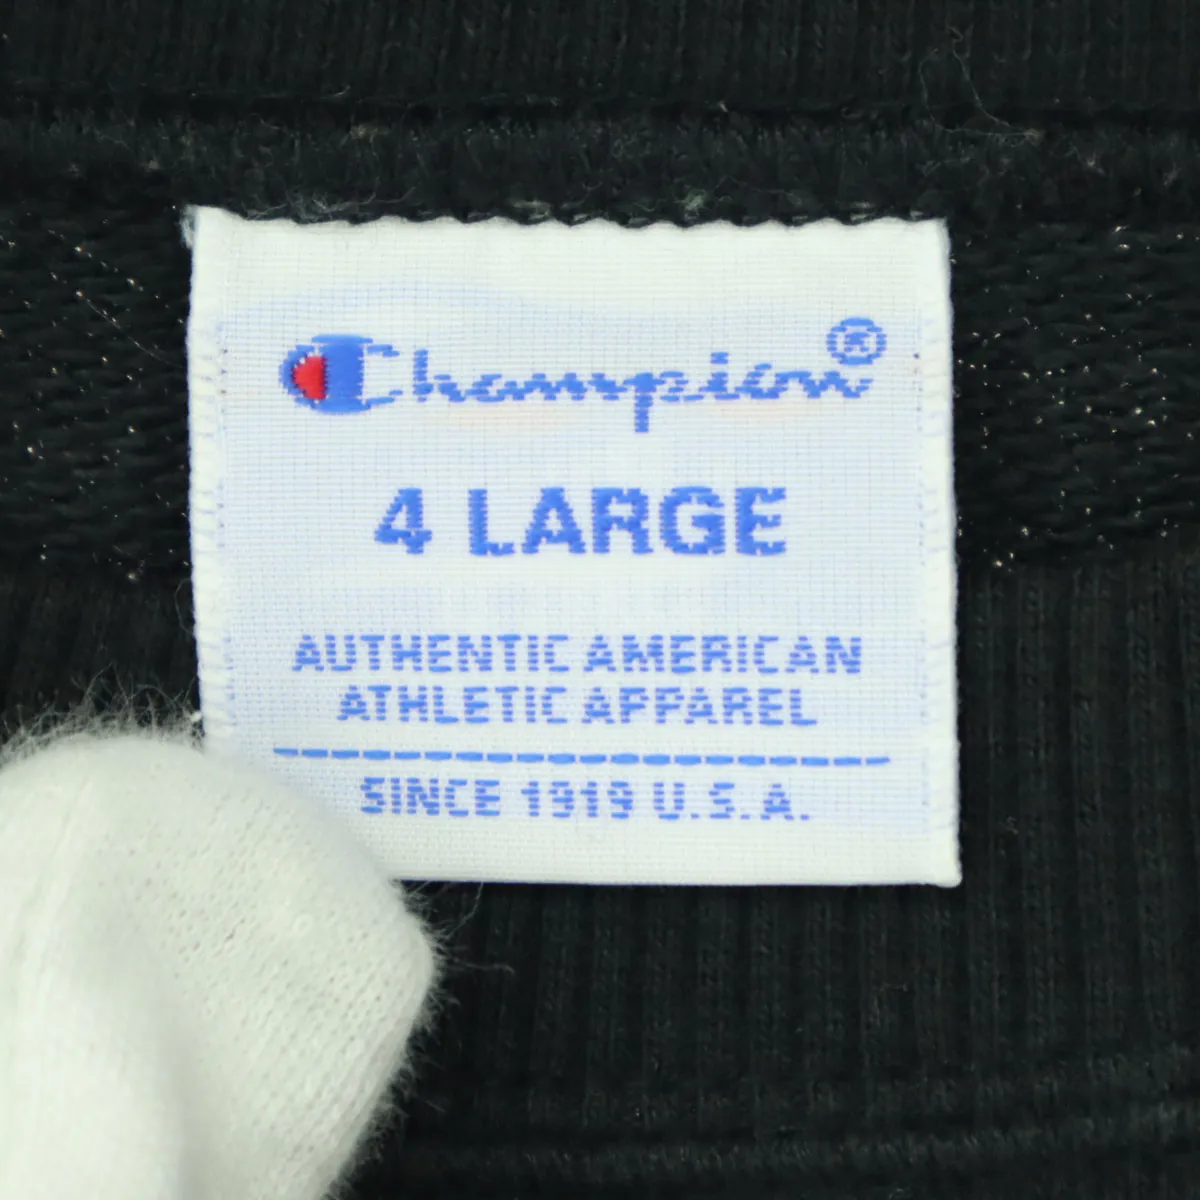 Champion®
4 LARGE
AUTHENTIC AMERICAN
ATHLETIC APPAREL
SINCE 1919 U.S.A.